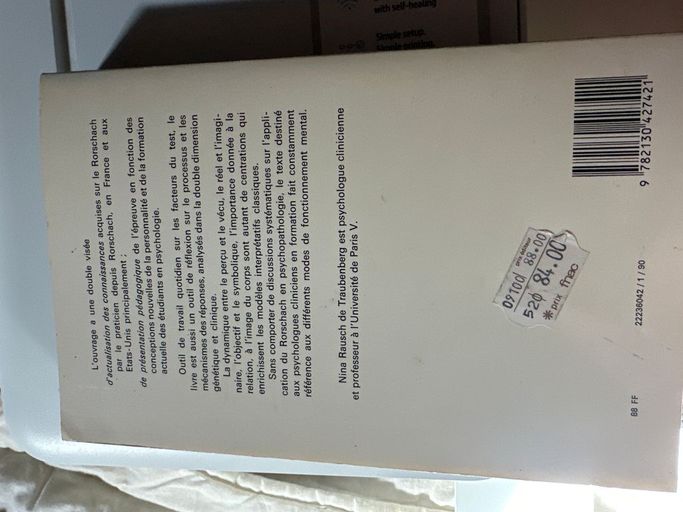 with self-healing
Simple setup.
Simple printing.
L'ouvrage a une double visée
d'actualisation des connaissances acquises sur le Rorschach
par le praticien depuis Rorschach, en France et aux
Etats-Unis principalement ;
de présentation pédagogique de l'épreuve en fonction des
conceptions nouvelles de la personnalité et de la formation
actuelle des étudiants en psychologie.
Outil de travail quotidien sur les facteurs du test, le
livre est aussi un outil de réflexion sur le processus et les
mécanismes des réponses, analysés dans la double dimension
génétique et clinique.
La dynamique entre le perçu et le vécu, le réel et l'imagi-
naire, l'objectif et le symbolique, l'importance donnée à la
relation, à l'image du corps sont autant de centrations qui
enrichissent les modèles interprétatifs classiques.
Sans comporter de discussions systématiques sur l'appli-
cation du Rorschach en psychopathologie, le texte destiné
aux psychologues cliniciens en formation fait constamment
référence aux différents modes de fonctionnement mental.
Nina Rausch de Traubenberg est psychologue clinicienne
et professeur à l'Université de Paris V.
88.00
520 84.00
*prix fnac
9 782130 427421
88 FF
22236042/1/90